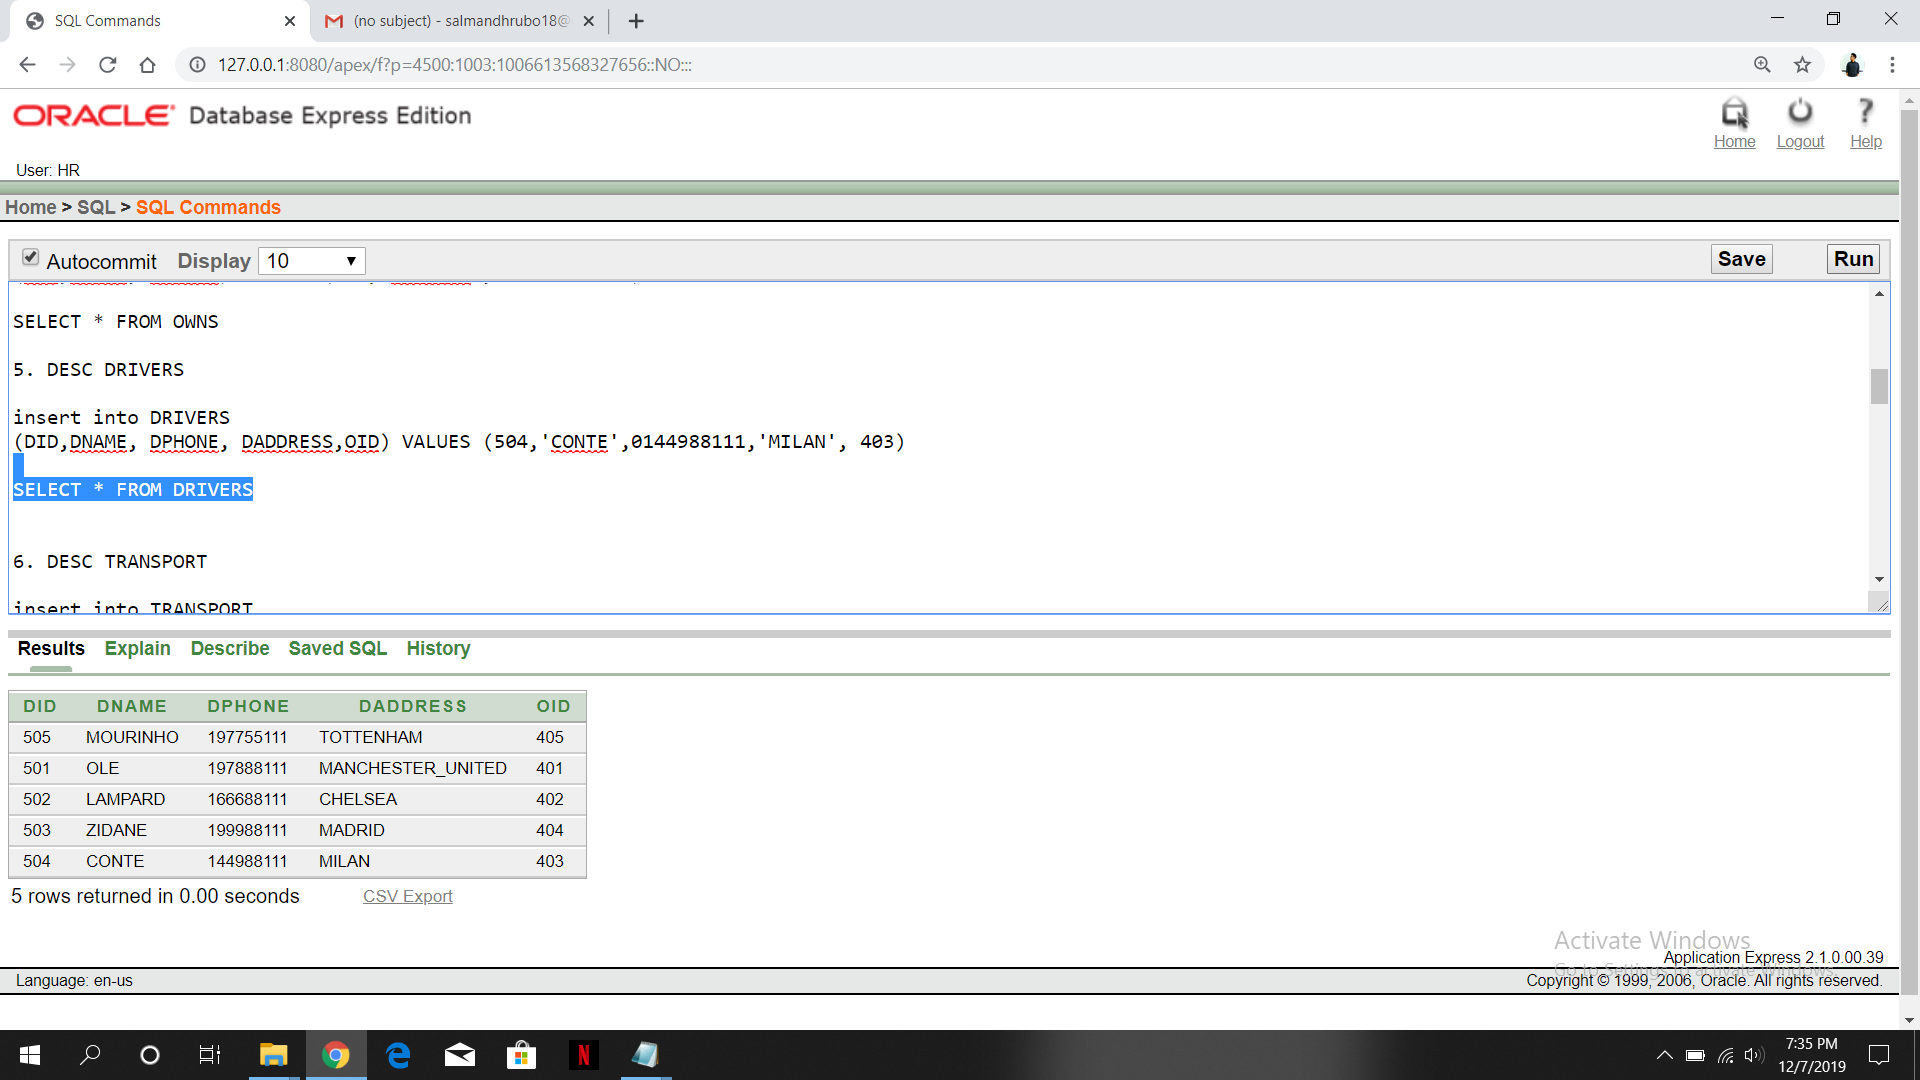 SQL Commands
(no subject) - salmandhrubo18@
127.0.0.1:8080/apex/f?p=4500:1003:1006613568327656::NO:::
ORACLE Database Express Edition
Home Logout Help
User: HR
Home > SQL > SQL Commands
Autocommit Display 10 Save Run
SELECT * FROM OWNS
5. DESC DRIVERS
insert into DRIVERS
(DID,DNAME, DPHONE, DADDRESS,OID) VALUES (504,'CONTE',0144988111,'MILAN', 403)
SELECT * FROM DRIVERS
6. DESC TRANSPORT
insert into TRANSPORT
Results Explain Describe Saved SQL History
DID DNAME DPHONE DADDRESS OID
505 MOURINHO 197755111 TOTTENHAM 405
501 OLE 197888111 MANCHESTER_UNITED 401
502 LAMPARD 166688111 CHELSEA 402
503 ZIDANE 199988111 MADRID 404
504 CONTE 144988111 MILAN 403
5 rows returned in 0.00 seconds CSV Export
Activate Windows
Application Express 2.1.0.00.39
Go to Settings to activate Windows.
Language: en-us Copyright © 1999, 2006, Oracle. All rights reserved.
7:35 PM
12/7/2019